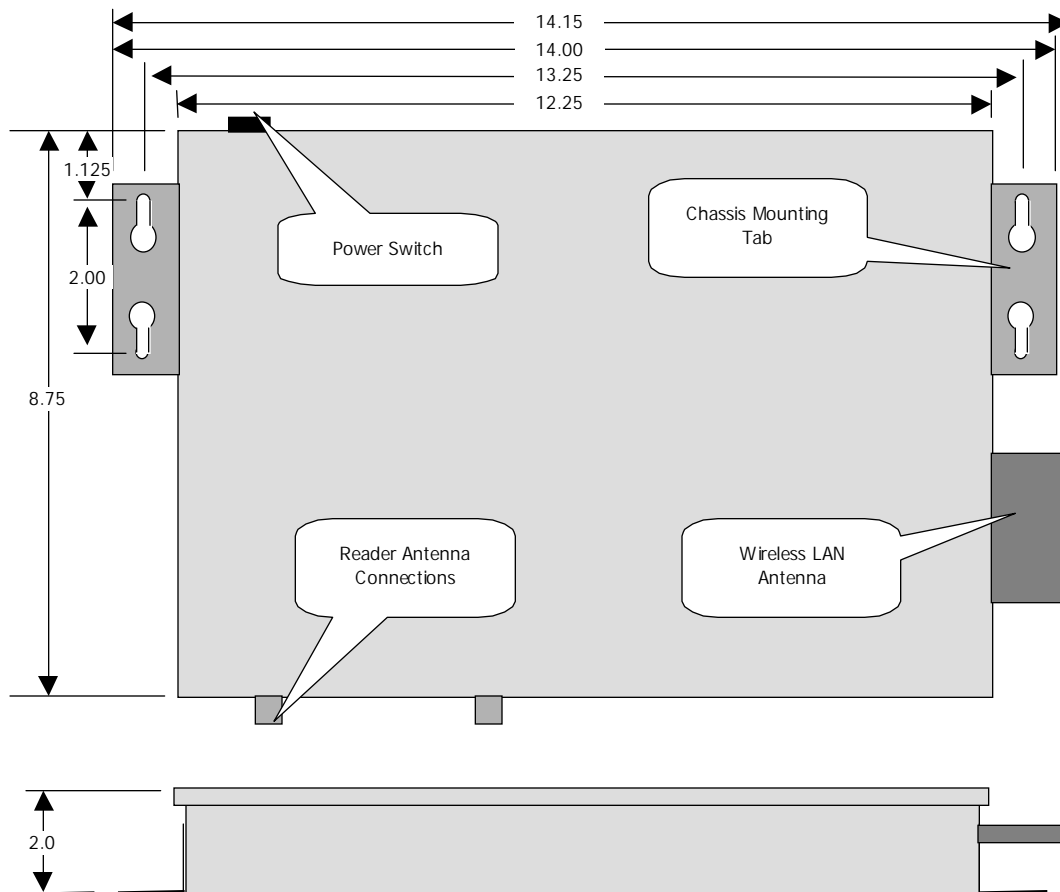 14.15
14.00
13.25
12.25
1.125
Power Switch
Chassis Mounting
Tab
2.00
8.75
Reader Antenna
Connections
Wireless LAN
Antenna
2.0